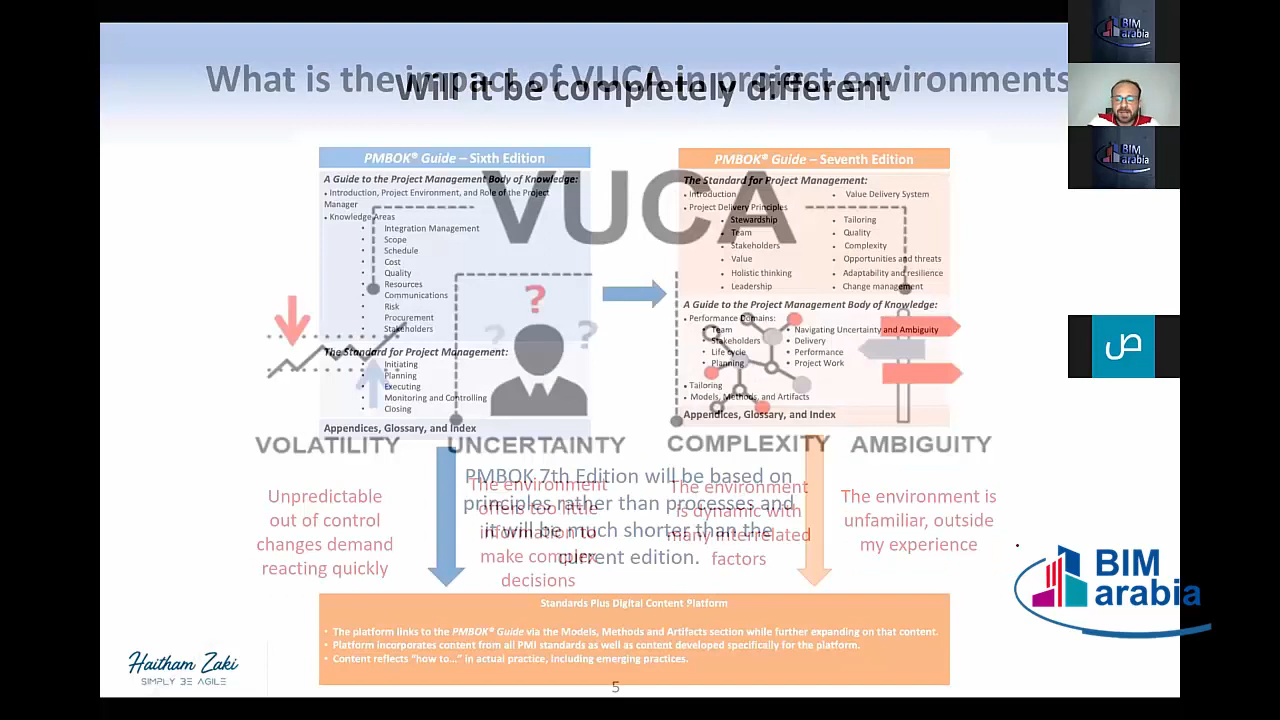 What is the impact of VUCA in project environments
Will it be completely different
PMBOK® Guide – Sixth Edition
A Guide to the Project Management Body of Knowledge:
• Introduction, Project Environment, and Role of the Project
Manager
• Knowledge Areas
• Integration Management
• Scope
• Schedule
• Cost
• Quality
• Resources
• Communications
• Risk
• Procurement
• Stakeholders
The Standard for Project Management:
• Initiating
• Planning
• Executing
• Monitoring and Controlling
• Closing
Appendices, Glossary, and Index
PMBOK® Guide – Seventh Edition
The Standard for Project Management:
• Introduction
• Value Delivery System
• Project Delivery Principles
• Stewardship
• Team
• Stakeholders
• Value
• Holistic thinking
• Leadership
• Tailoring
• Quality
• Complexity
• Opportunities and threats
• Adaptability and resilience
• Change management
A Guide to the Project Management Body of Knowledge:
• Performance Domains:
• Team
• Stakeholders
• Life cycle
• Planning
• Navigating Uncertainty and Ambiguity
• Delivery
• Performance
• Project Work
• Tailoring
• Models, Methods, and Artifacts
Appendices, Glossary, and Index
VUCA
? ? ?
VOLATILITY
UNCERTAINTY
COMPLEXITY
AMBIGUITY
Unpredictable
out of control
changes demand
reacting quickly
The environment
offers too little
information to
make complex
decisions
The environment
is dynamic with
many interrelated
factors
The environment is
unfamiliar, outside
my experience
PMBOK 7th Edition will be based on
principles rather than processes and
it will be much shorter than the
current edition.
Standards Plus Digital Content Platform
• The platform links to the PMBOK® Guide via the Models, Methods and Artifacts section while further expanding on that content.
• Platform incorporates content from all PMI standards as well as content developed specifically for the platform.
• Content reflects “how to...” in actual practice, including emerging practices.
5
Haitham Zaki
SIMPLY BE AGILE
BIM
arabia
BIM
arabia
BIM
arabia
ص